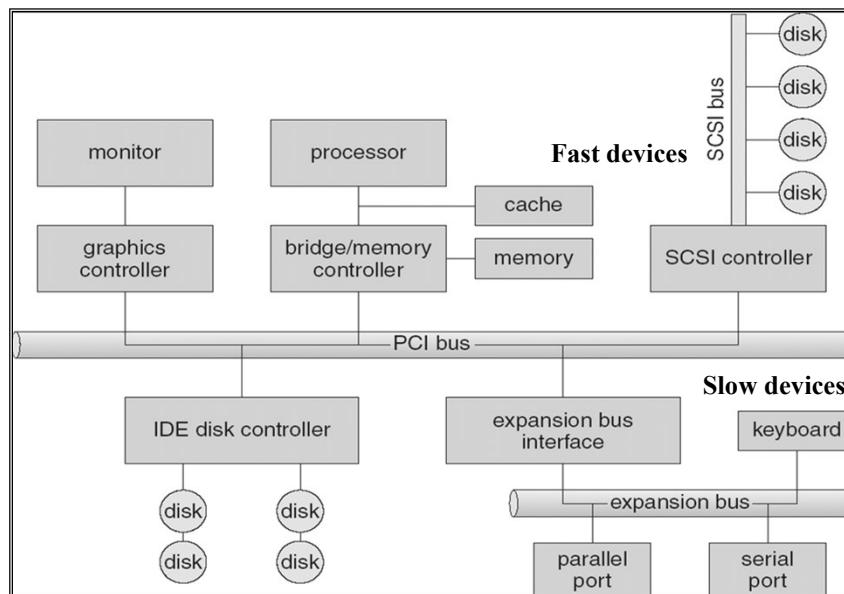 disk
disk
disk
disk
SCSI bus
Fast devices
monitor
processor
cache
graphics
controller
bridge/memory
controller
memory
SCSI controller
PCI bus
Slow devices
IDE disk controller
expansion bus
interface
keyboard
disk
disk
disk
disk
expansion bus
parallel
port
serial
port